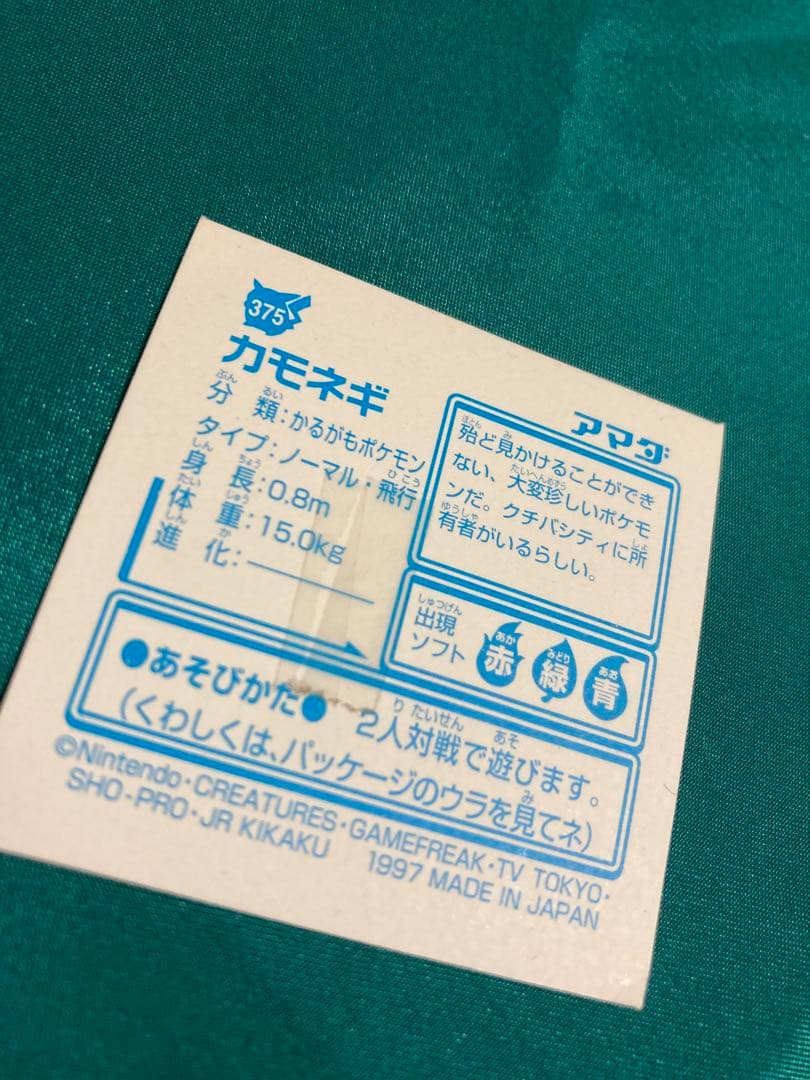 375
カモネギ
アマダ
分類:かるがもポケモン
タイプ:ノーマル・飛行
身長:0.8m
体重:15.0kg
進化:
殆ど見かけることができ
ない、大変珍しいポケモ
ンだ。クチバシティに所
有者がいるらしい。
出現
ソフト
赤 緑 青
●あそびかた● 2人対戦で遊びます。
(くわしくは、パッケージのウラを見てネ)
©Nintendo・CREATURES・GAMEFREAK・TV TOKYO・
SHO-PRO・JR KIKAKU 1997 MADE IN JAPAN